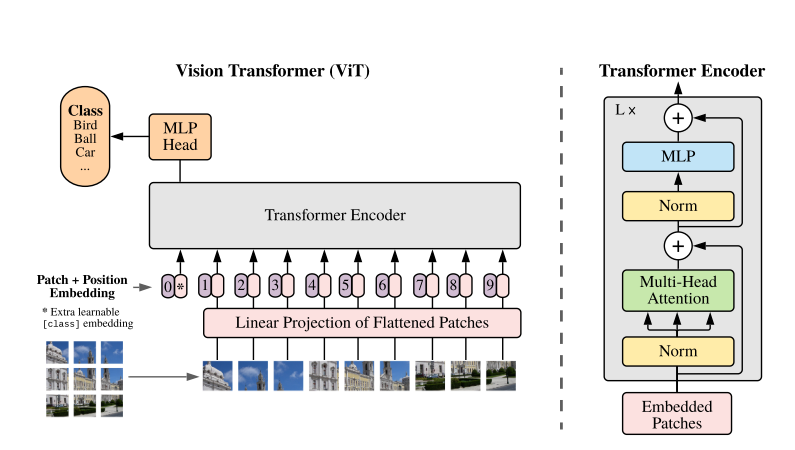 Vision Transformer (ViT)
Class
Bird
Ball
Car
...
MLP
Head
Transformer Encoder
Patch + Position
Embedding
0 * 1 2 3 4 5 6 7 8 9
* Extra learnable
[class] embedding
Linear Projection of Flattened Patches
Transformer Encoder
L x
+
MLP
Norm
+
Multi-Head
Attention
Norm
Embedded
Patches